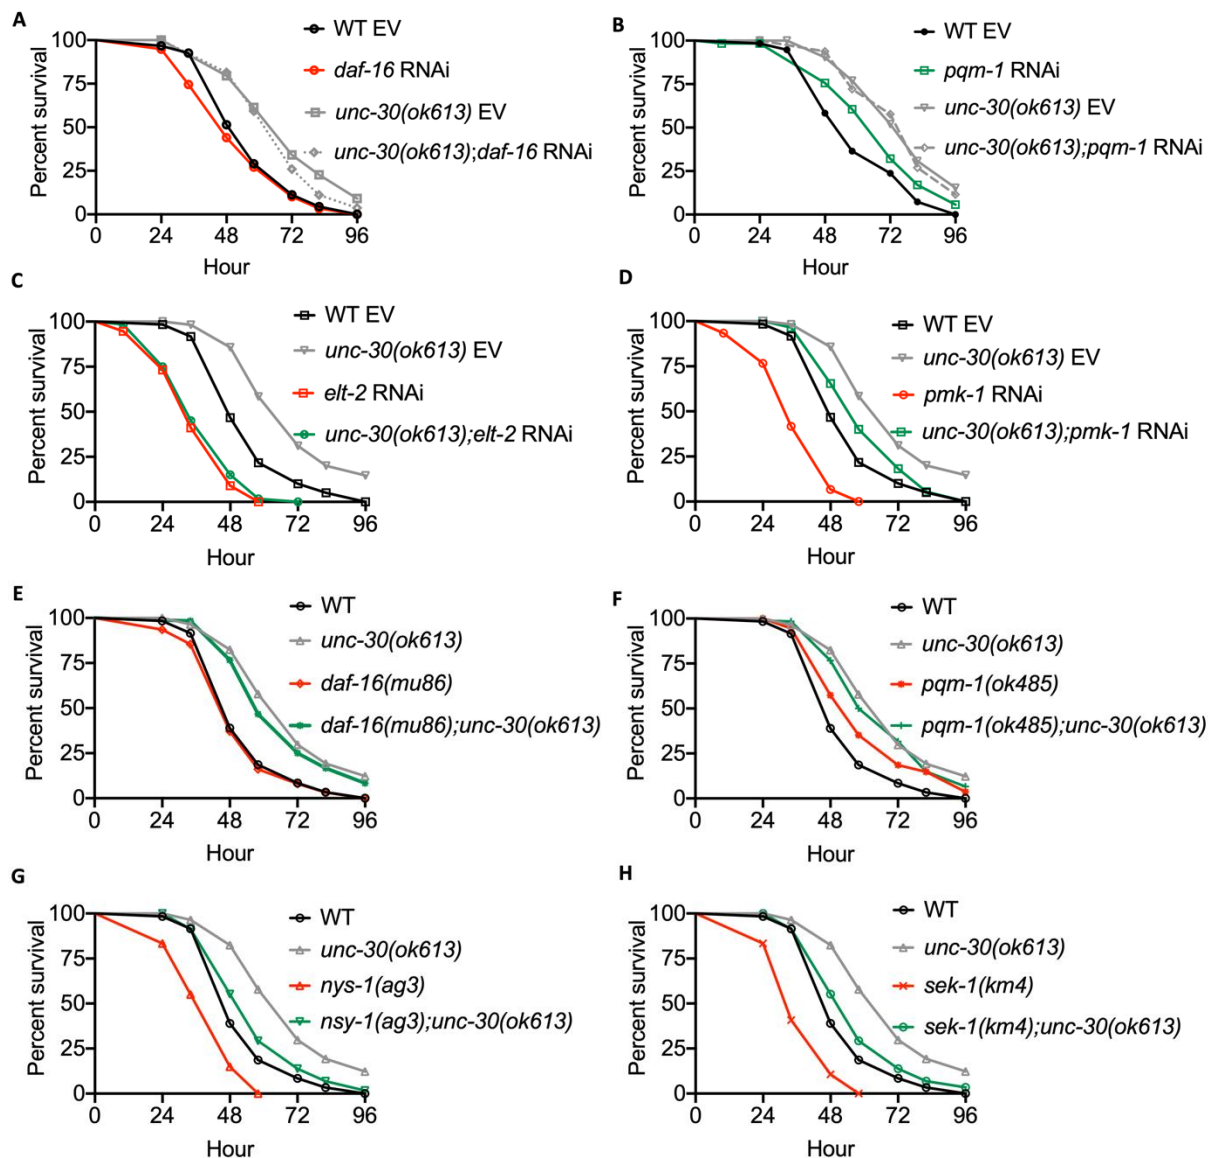 A
WT EV
daf-16 RNAi
unc-30(ok613) EV
unc-30(ok613);daf-16 RNAi
Percent survival
100
75
50
25
0
0 24 48 72 96
Hour
B
WT EV
pqm-1 RNAi
unc-30(ok613) EV
unc-30(ok613);pqm-1 RNAi
Percent survival
100
75
50
25
0
0 24 48 72 96
Hour
C
WT EV
unc-30(ok613) EV
elt-2 RNAi
unc-30(ok613);elt-2 RNAi
Percent survival
100
75
50
25
0
0 24 48 72 96
Hour
D
WT EV
unc-30(ok613) EV
pmk-1 RNAi
unc-30(ok613);pmk-1 RNAi
Percent survival
100
75
50
25
0
0 24 48 72 96
Hour
E
WT
unc-30(ok613)
daf-16(mu86)
daf-16(mu86);unc-30(ok613)
Percent survival
100
75
50
25
0
0 24 48 72 96
Hour
F
WT
unc-30(ok613)
pqm-1(ok485)
pqm-1(ok485);unc-30(ok613)
Percent survival
100
75
50
25
0
0 24 48 72 96
Hour
G
WT
unc-30(ok613)
nys-1(ag3)
nsy-1(ag3);unc-30(ok613)
Percent survival
100
75
50
25
0
0 24 48 72 96
Hour
H
WT
unc-30(ok613)
sek-1(km4)
sek-1(km4);unc-30(ok613)
Percent survival
100
75
50
25
0
0 24 48 72 96
Hour